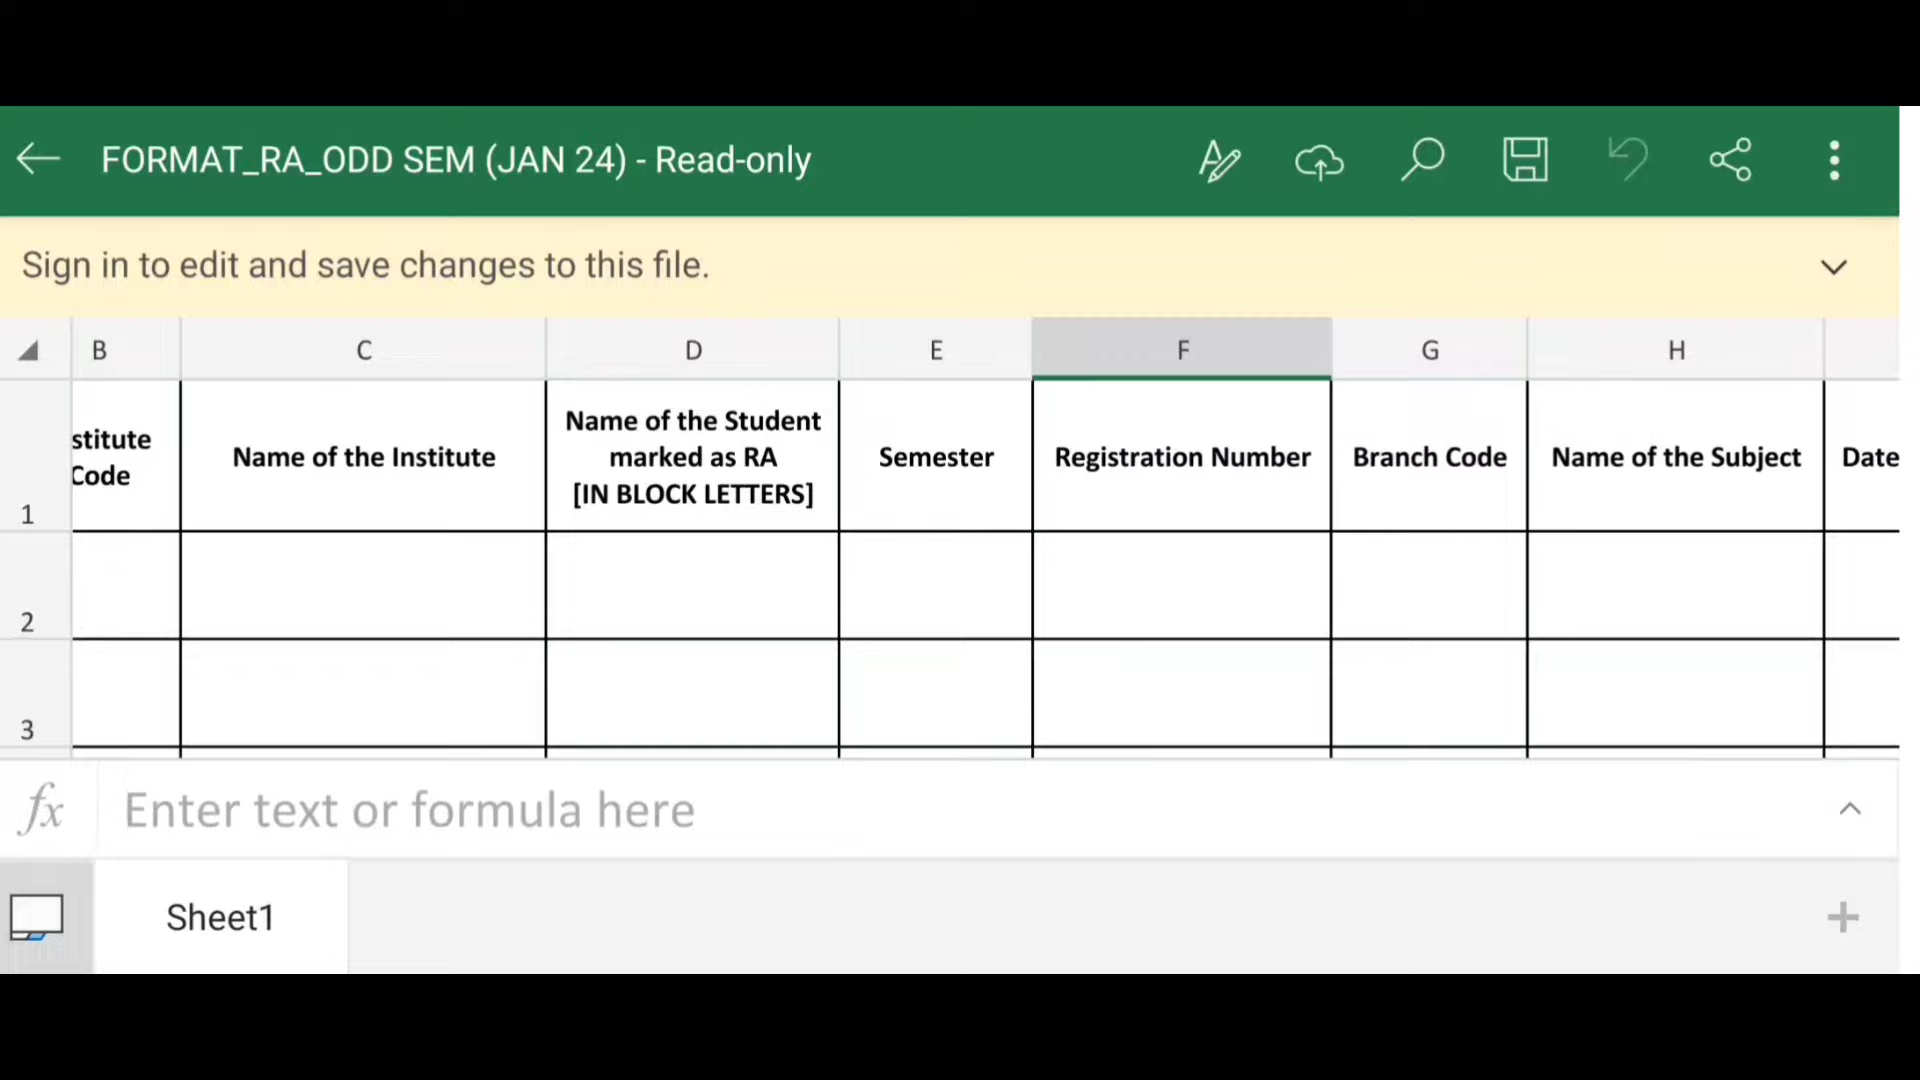 FORMAT_RA_ODD SEM (JAN 24) - Read-only
Sign in to edit and save changes to this file.
B C D E F G H
stitute
Code
Name of the Institute
Name of the Student
marked as RA
[IN BLOCK LETTERS]
Semester
Registration Number
Branch Code
Name of the Subject
Date
1
2
3
fx Enter text or formula here
Sheet1